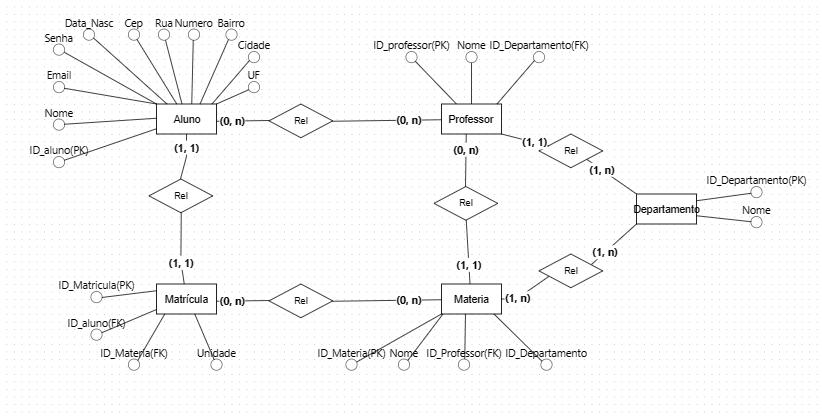 Data_Nasc Cep Rua Numero Bairro
Senha Cidade
Email UF
Nome
ID_aluno(PK)
Aluno
(0, n) Rel (0, n)
ID_professor(PK) Nome ID_Departamento(FK)
Professor
(1, 1) Rel (1, n)
(1, 1)
Rel
(1, 1)
(0, n)
Rel
(1, 1)
Departamento
ID_Departamento(PK)
Nome
(1, n)
Rel
(1, n)
ID_Matricula(PK)
ID_aluno(FK)
ID_Materia(FK) Unidade
Matrícula
(0, n) Rel (0, n)
Materia
ID_Materia(PK) Nome ID_Professor(FK) ID_Departamento